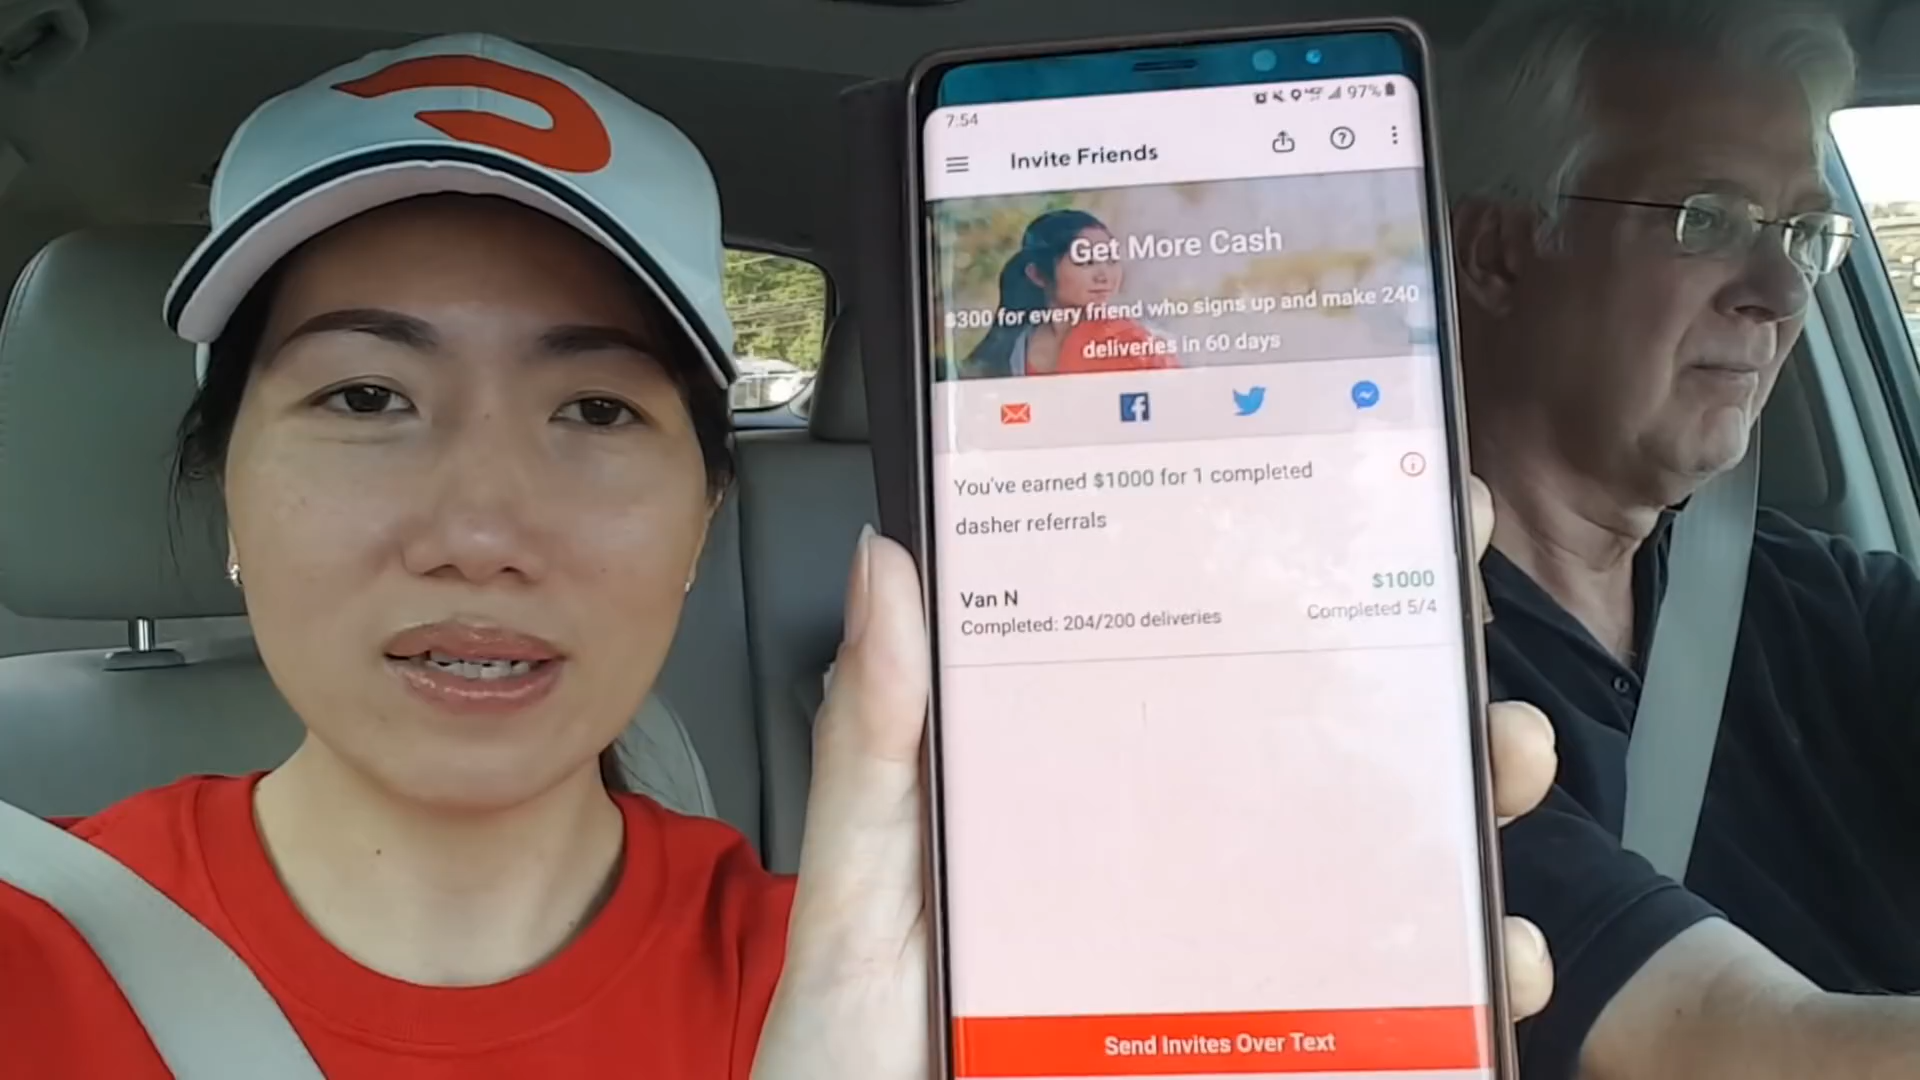 7:54
97%
Invite Friends
Get More Cash
$300 for every friend who signs up and make 240
deliveries in 60 days
You've earned $1000 for 1 completed
dasher referrals
Van N
$1000
Completed: 204/200 deliveries
Completed 5/4
Send Invites Over Text